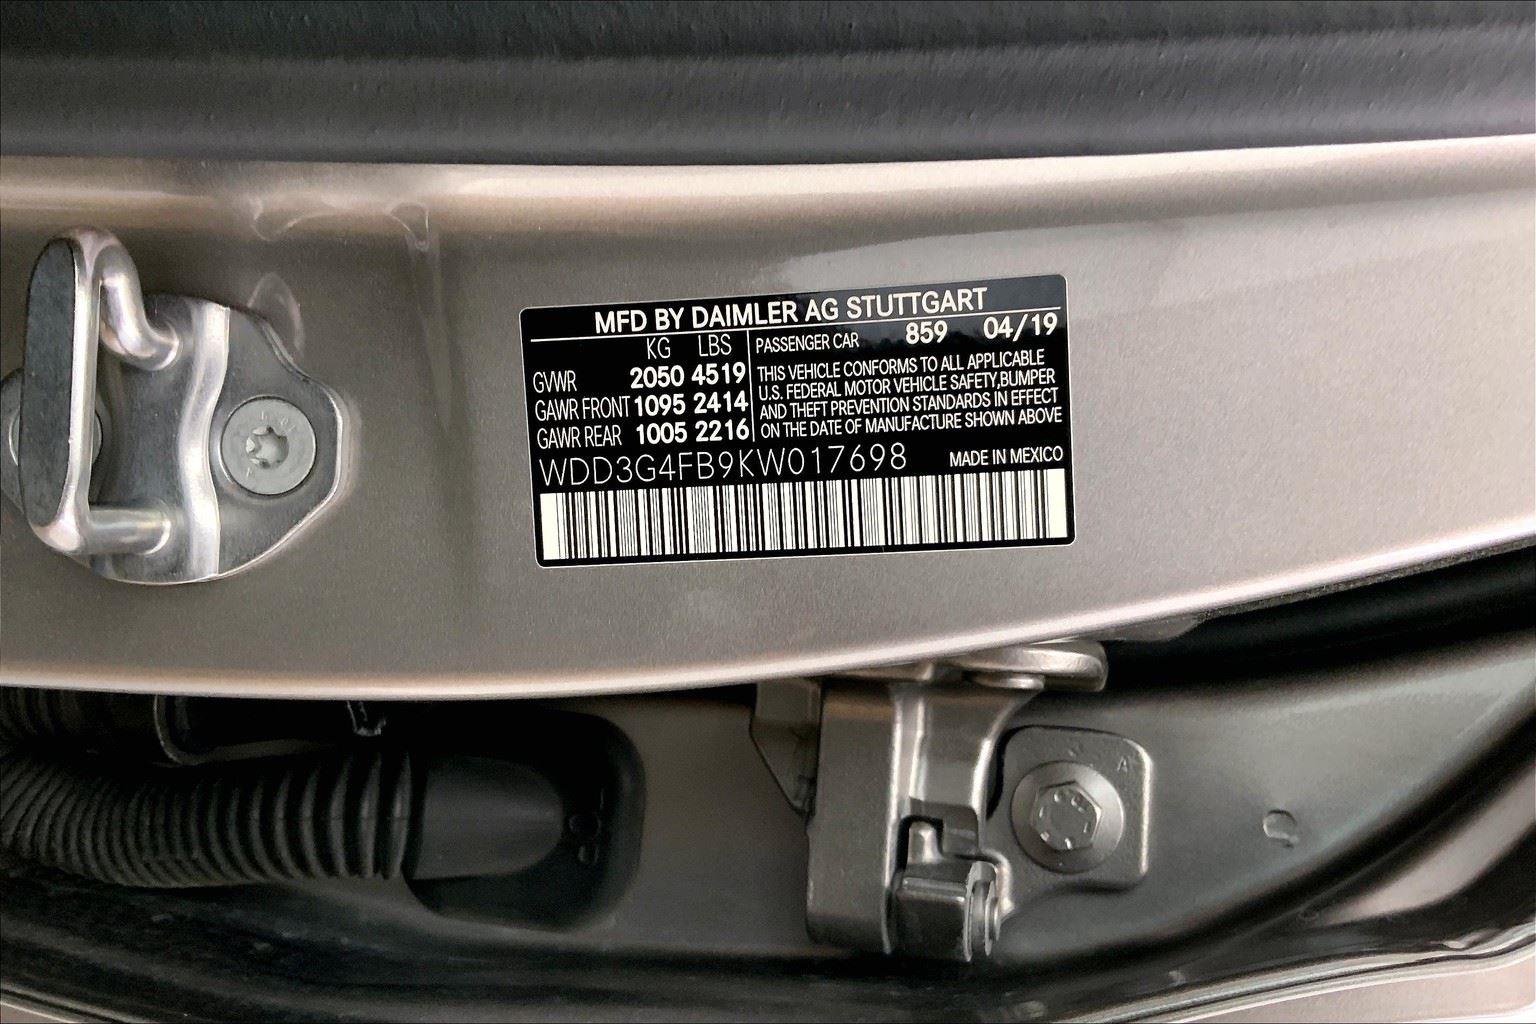 MFD BY DAIMLER AG STUTTGART
KG LBS
GVWR 2050 4519
GAWR FRONT 1095 2414
GAWR REAR 1005 2216
PASSENGER CAR 859 04/19
THIS VEHICLE CONFORMS TO ALL APPLICABLE
U.S. FEDERAL MOTOR VEHICLE SAFETY,BUMPER
AND THEFT PREVENTION STANDARDS IN EFFECT
ON THE DATE OF MANUFACTURE SHOWN ABOVE
WDD3G4FB9KW017698 MADE IN MEXICO